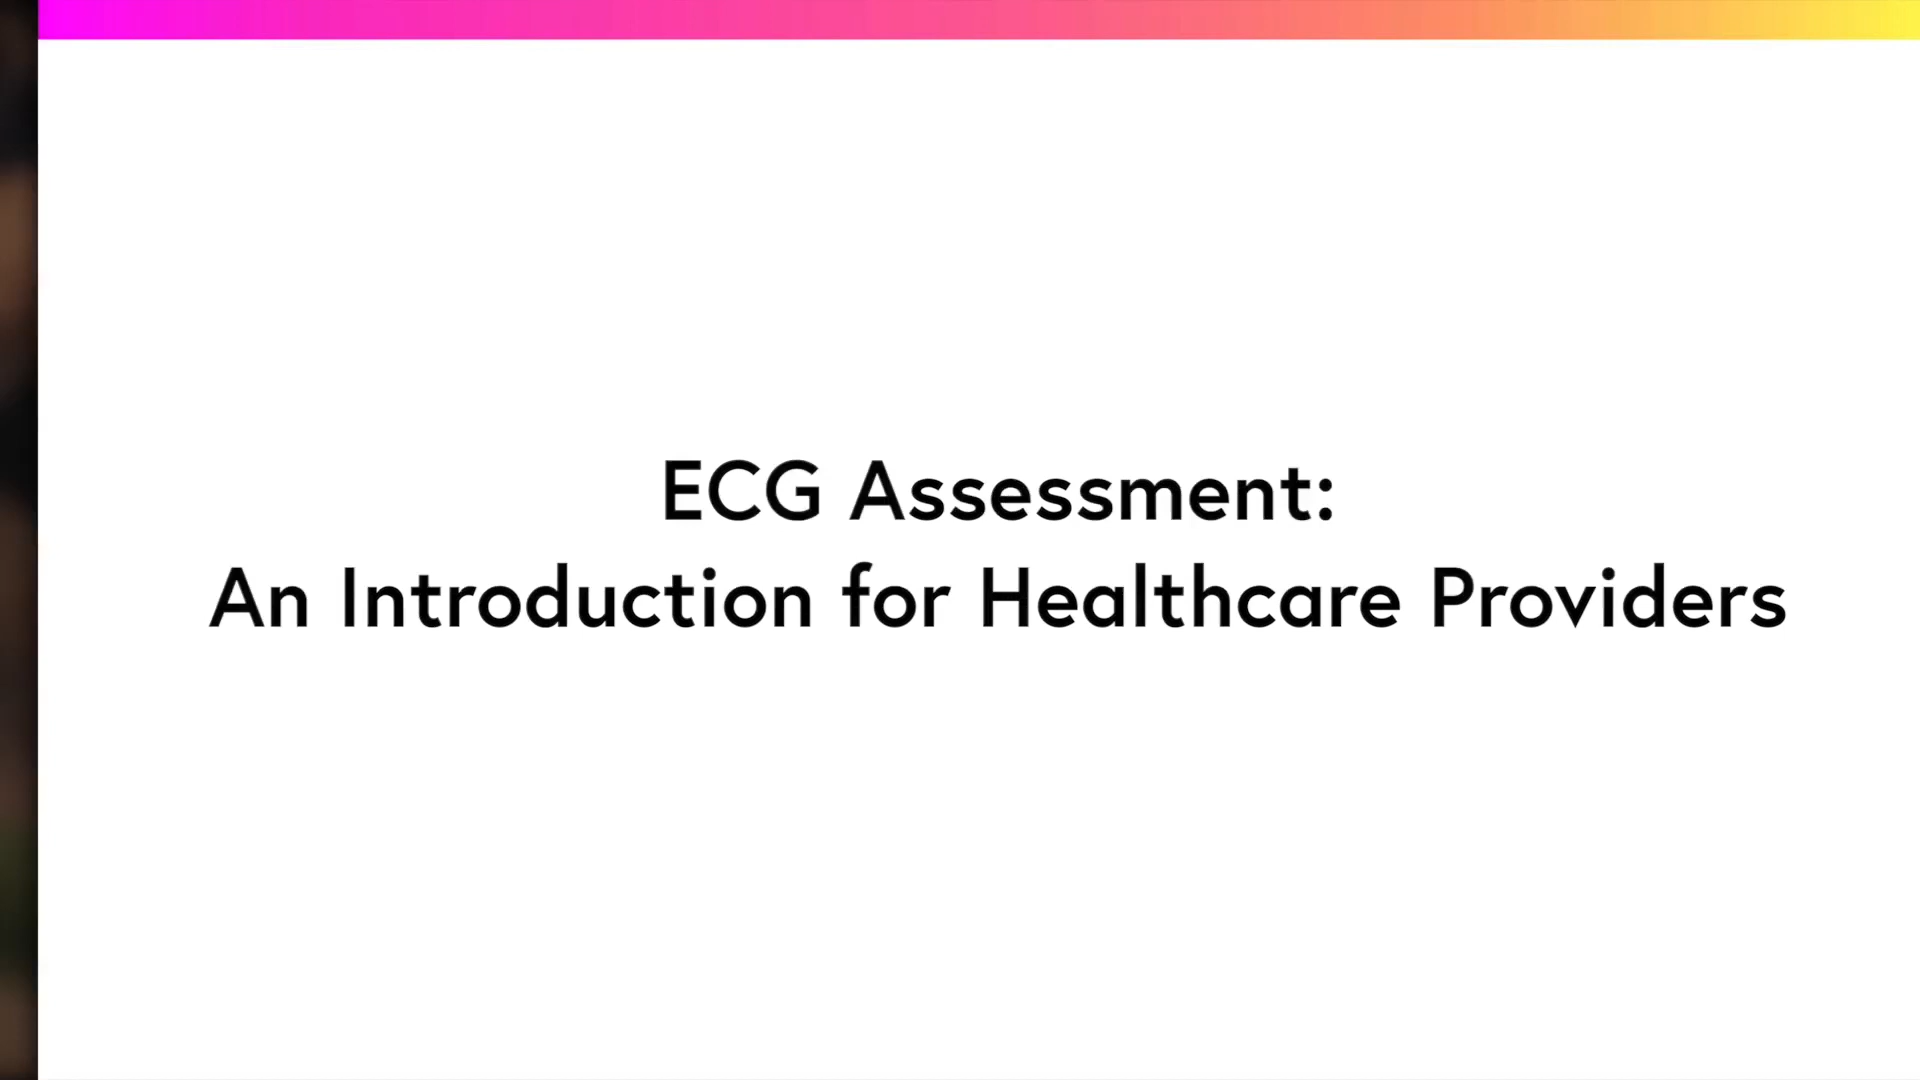 ECG Assessment:
An Introduction for Healthcare Providers